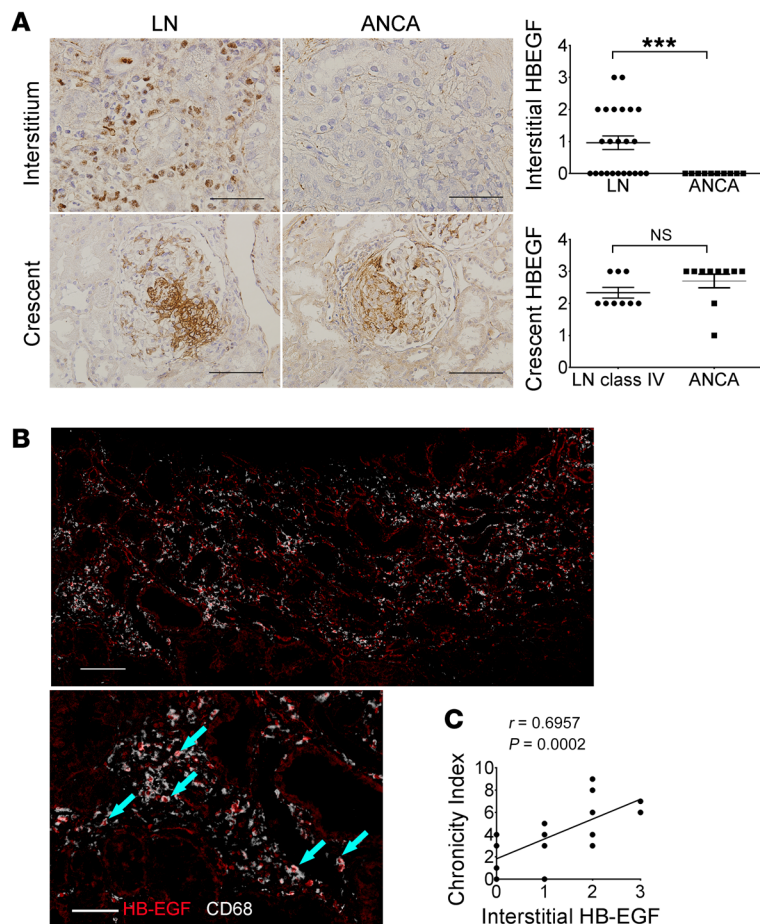 A
LN
ANCA
Interstitium
Crescent
Interstitial HBEGF
4
3
2
1
0
***
LN
ANCA
Crescent HBEGF
4
3
2
1
0
NS
LN class IV
ANCA
B
HB-EGF CD68
C
r = 0.6957
P = 0.0002
Chronicity Index
10
8
6
4
2
0
0
1
2
3
Interstitial HB-EGF